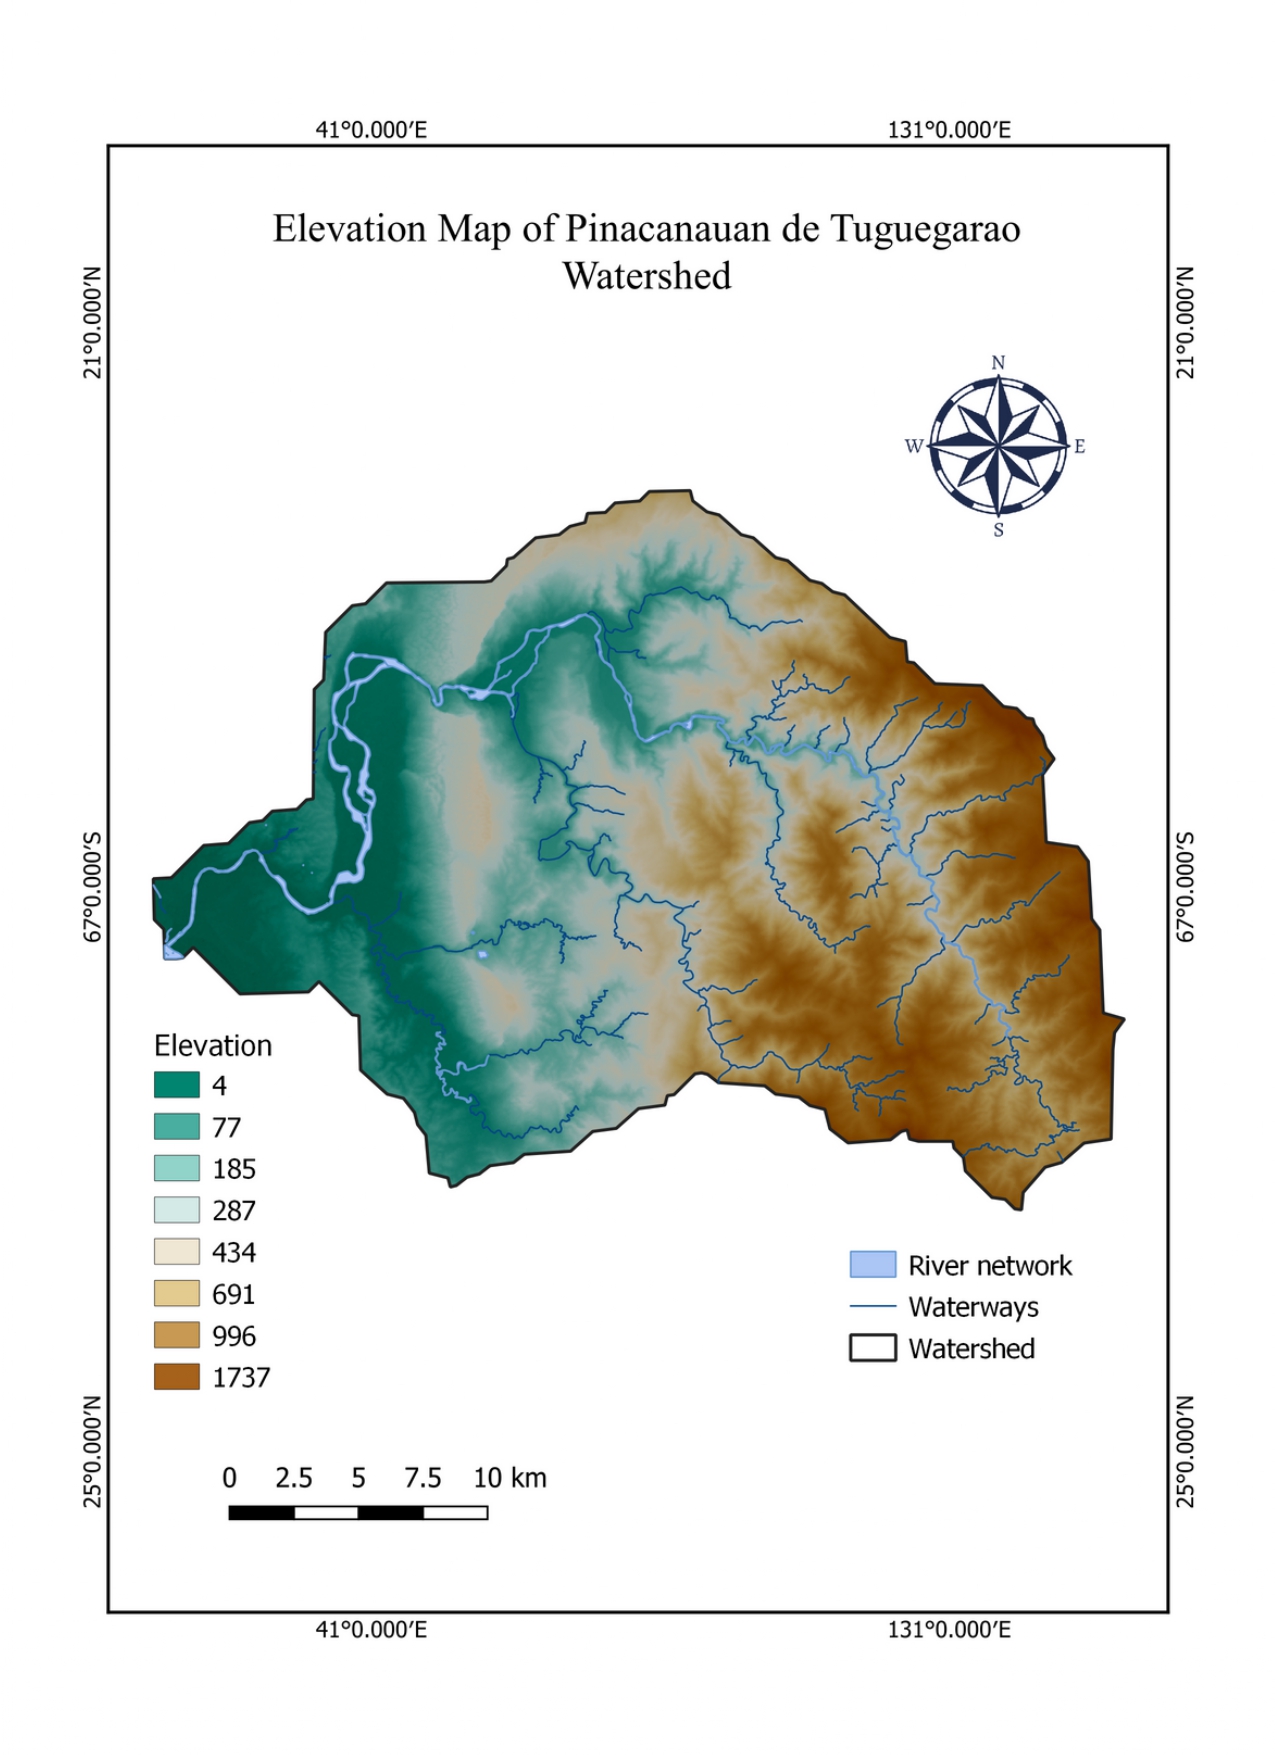 41°0.000′E 131°0.000′E
Elevation Map of Pinacanauan de Tuguegarao
Watershed
21°0.000′N 21°0.000′N
N
W E
S
67°0.000′S 67°0.000′S
Elevation
4
77
185
287
434
691
996
1737
River network
Waterways
Watershed
25°0.000′N 25°0.000′N
0 2.5 5 7.5 10 km
41°0.000′E 131°0.000′E